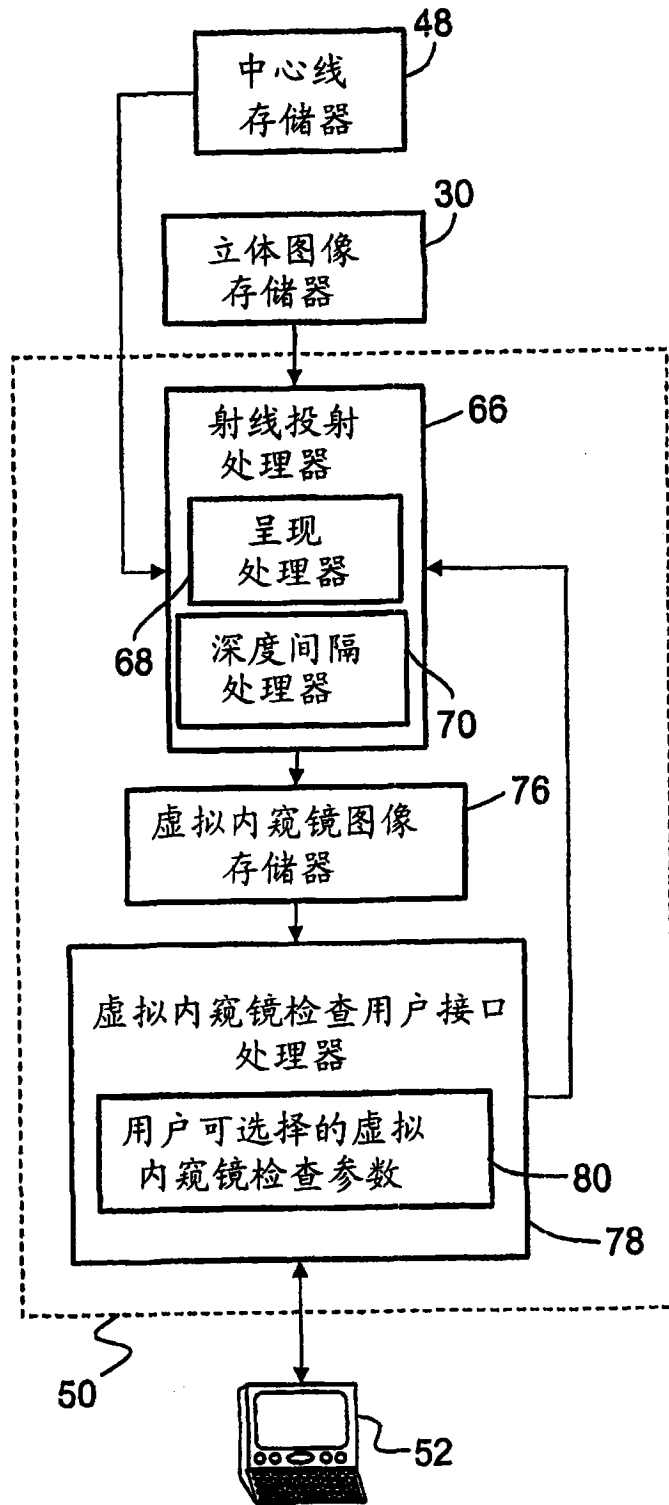 48
中心线
存储器
30
立体图像
存储器
66
射线投射
处理器
呈现
处理器
68
深度间隔
处理器
70
76
虚拟内窥镜图像
存储器
虚拟内窥镜检查用户接口
处理器
用户可选择的虚拟
内窥镜检查参数
80
78
50
52